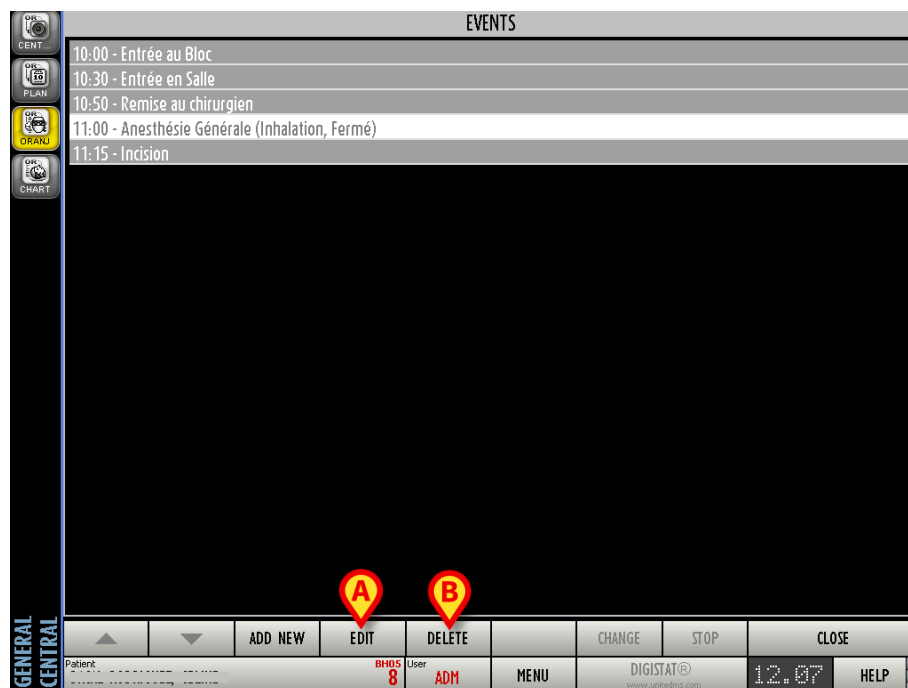 EVENTS
OR
CENT...
OR
10
PLAN
OR
ORANJ
OR
CHART
10:00 - Entrée au Bloc
10:30 - Entrée en Salle
10:50 - Remise au chirurgien
11:00 - Anesthésie Générale (Inhalation, Fermé)
11:15 - Incision
A
B
GENERAL
CENTRAL
ADD NEW EDIT DELETE CHANGE STOP CLOSE
Patient
BH05
8
User
ADM
MENU
DIGISTAT®
www.unitedms.com
12.07
HELP